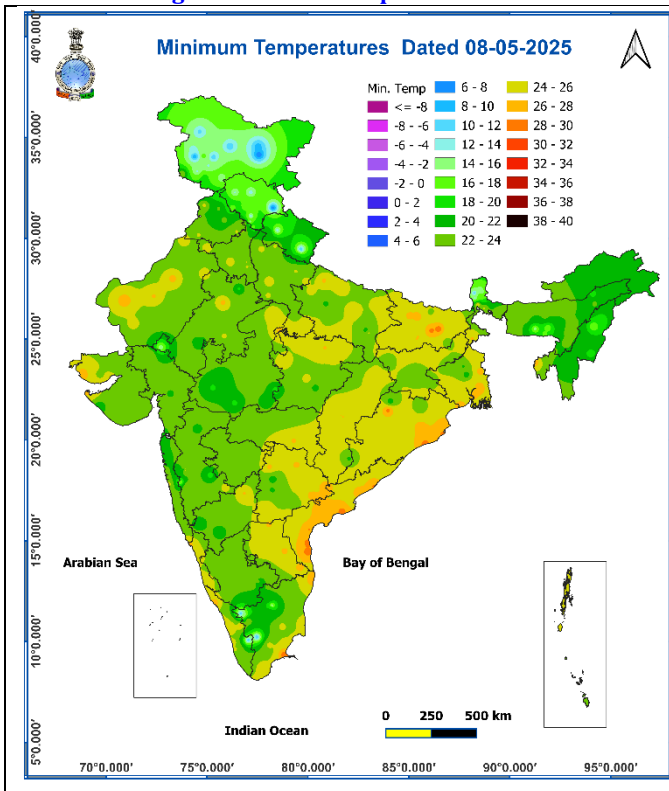 Minimum Temperatures Dated 08-05-2025
Min. Temp
<= -8
-8 - -6
-6 - -4
-4 - -2
-2 - 0
0 - 2
2 - 4
4 - 6
6 - 8
8 - 10
10 - 12
12 - 14
14 - 16
16 - 18
18 - 20
20 - 22
22 - 24
24 - 26
26 - 28
28 - 30
30 - 32
32 - 34
34 - 36
36 - 38
38 - 40
40°0.000'
35°0.000'
30°0.000'
25°0.000'
20°0.000'
15°0.000'
10°0.000'
5°0.000'
Arabian Sea
Bay of Bengal
Indian Ocean
0 250 500 km
70°0.000' 75°0.000' 80°0.000' 85°0.000' 90°0.000' 95°0.000'